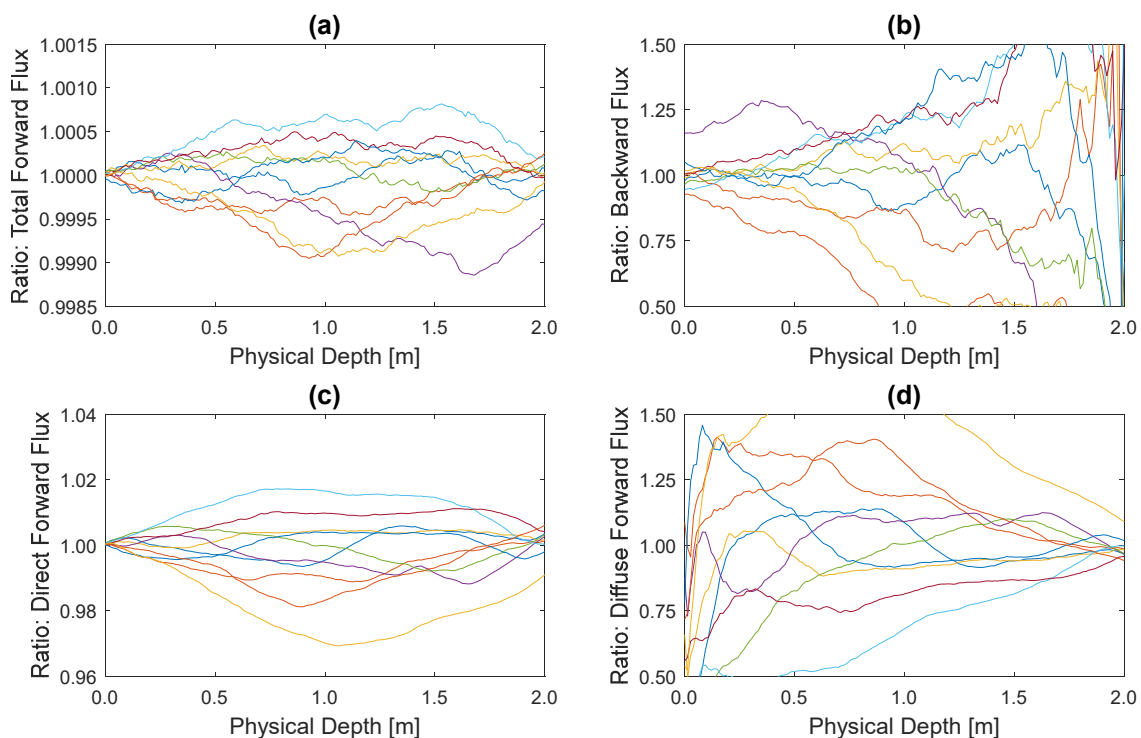 (a)
Ratio: Total Forward Flux
1.0015
1.0010
1.0005
1.0000
0.9995
0.9990
0.9985
0.0 0.5 1.0 1.5 2.0
Physical Depth [m]
(b)
Ratio: Backward Flux
1.50
1.25
1.00
0.75
0.50
0.0 0.5 1.0 1.5 2.0
Physical Depth [m]
(c)
Ratio: Direct Forward Flux
1.04
1.02
1.00
0.98
0.96
0.0 0.5 1.0 1.5 2.0
Physical Depth [m]
(d)
Ratio: Diffuse Forward Flux
1.50
1.25
1.00
0.75
0.50
0.0 0.5 1.0 1.5 2.0
Physical Depth [m]